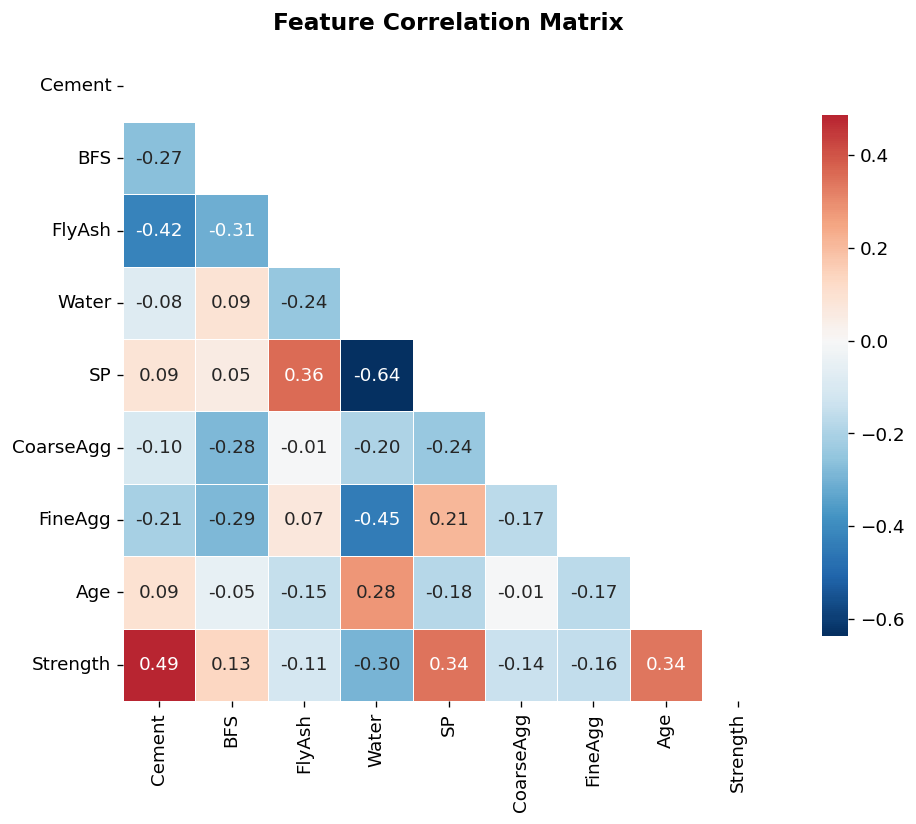 Feature Correlation Matrix
Cement
BFS -0.27
FlyAsh -0.42 -0.31
Water -0.08 0.09 -0.24
SP 0.09 0.05 0.36 -0.64
CoarseAgg -0.10 -0.28 -0.01 -0.20 -0.24
FineAgg -0.21 -0.29 0.07 -0.45 0.21 -0.17
Age 0.09 -0.05 -0.15 0.28 -0.18 -0.01 -0.17
Strength 0.49 0.13 -0.11 -0.30 0.34 -0.14 -0.16 0.34
Cement BFS FlyAsh Water SP CoarseAgg FineAgg Age Strength
0.4
0.2
0.0
−0.2
−0.4
−0.6